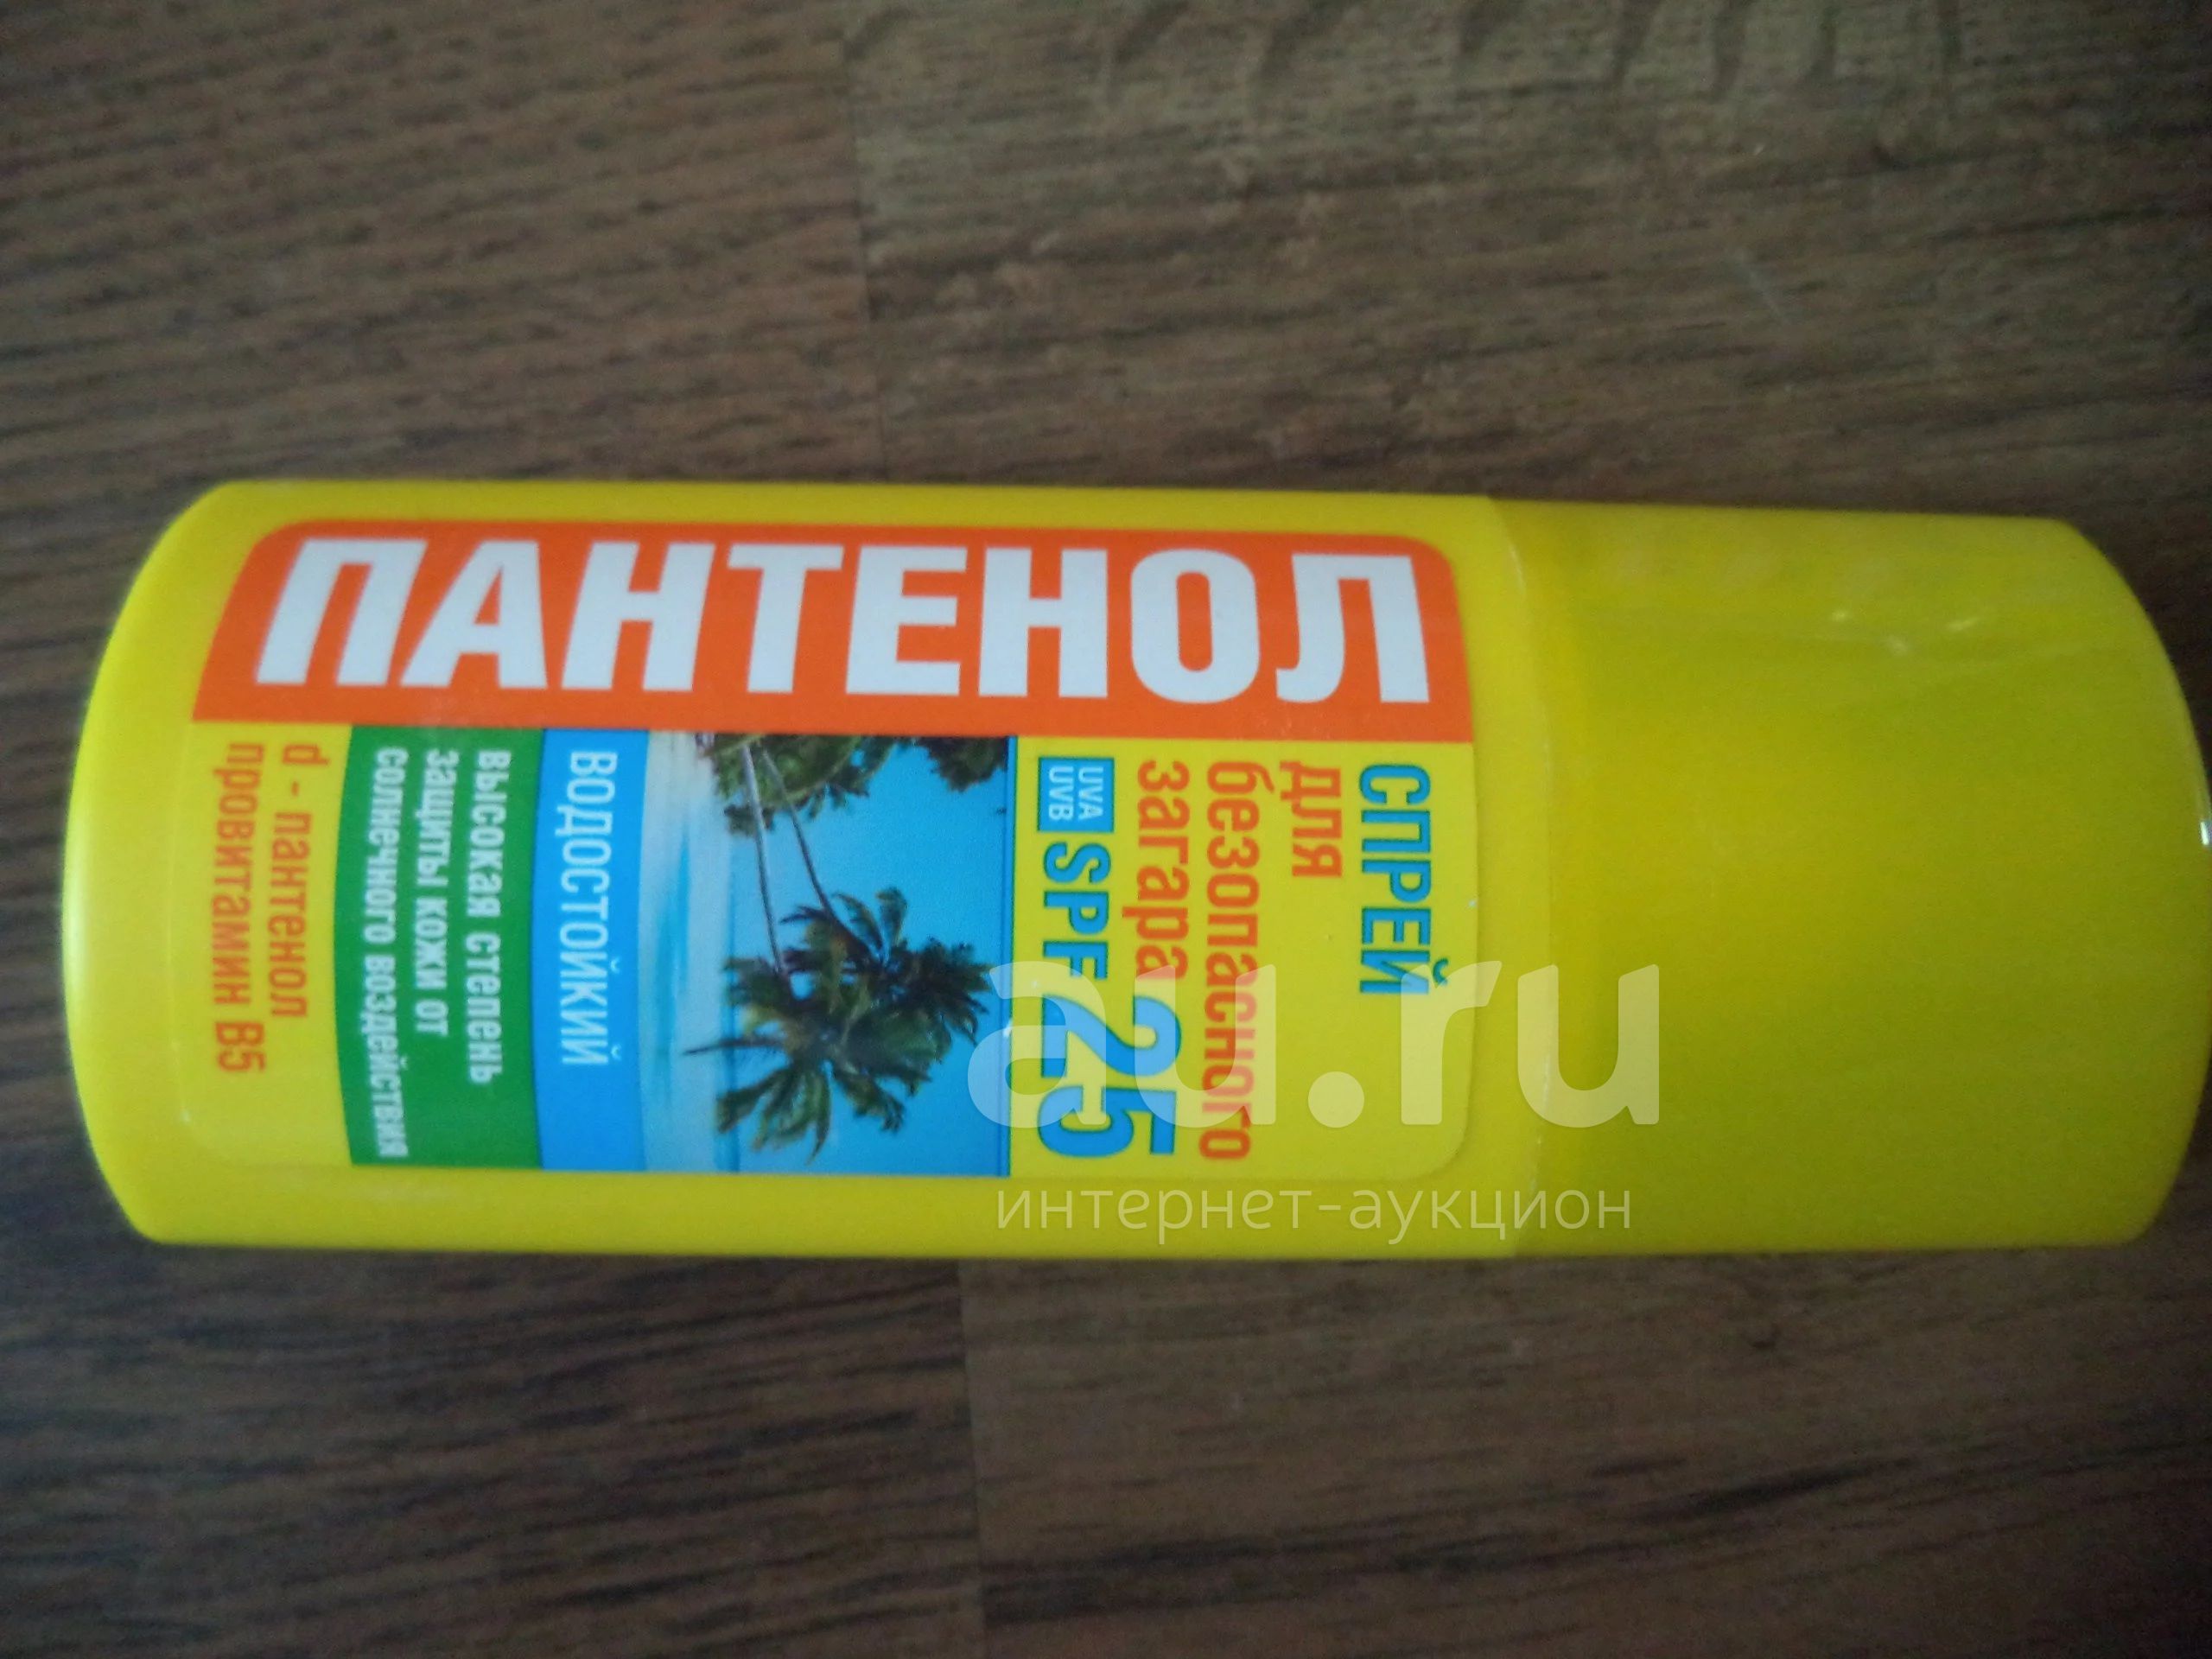 ПАНТЕНОЛ
СПРЕЙ
для
безопасного
загара
UVA
UVB
SPF 25
ВОДОСТОЙКИЙ
высокая степень
защиты кожи от
солнечного воздействия
d - пантенол
провитамин B5
au.ru
интернет-аукцион